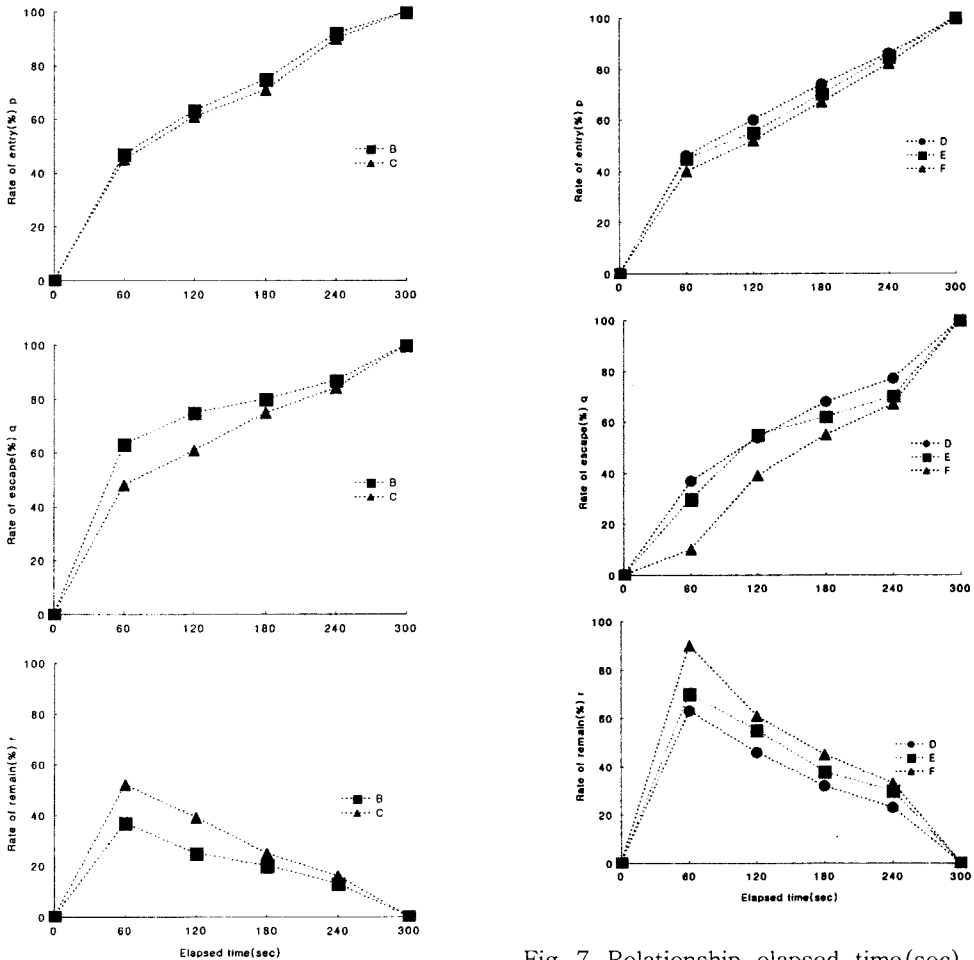 Rate of entry(%) p
100
80
60
40
20
0
B
C
0 60 120 180 240 300
Rate of escape(%) q
100
80
60
40
20
0
B
C
0 60 120 180 240 300
Rate of remain(%) r
100
80
60
40
20
0
B
C
0 60 120 180 240 300
Elapsed time(sec)
Rate of entry(%) p
100
80
60
40
20
0
D
E
F
0 60 120 180 240 300
Rate of escape(%) q
100
80
60
40
20
0
D
E
F
0 60 120 180 240 300
Rate of remain(%) r
100
80
60
40
20
0
D
E
F
0 60 120 180 240 300
Elapsed time(sec)
Fig. 7 Relationship elapsed time(sec)